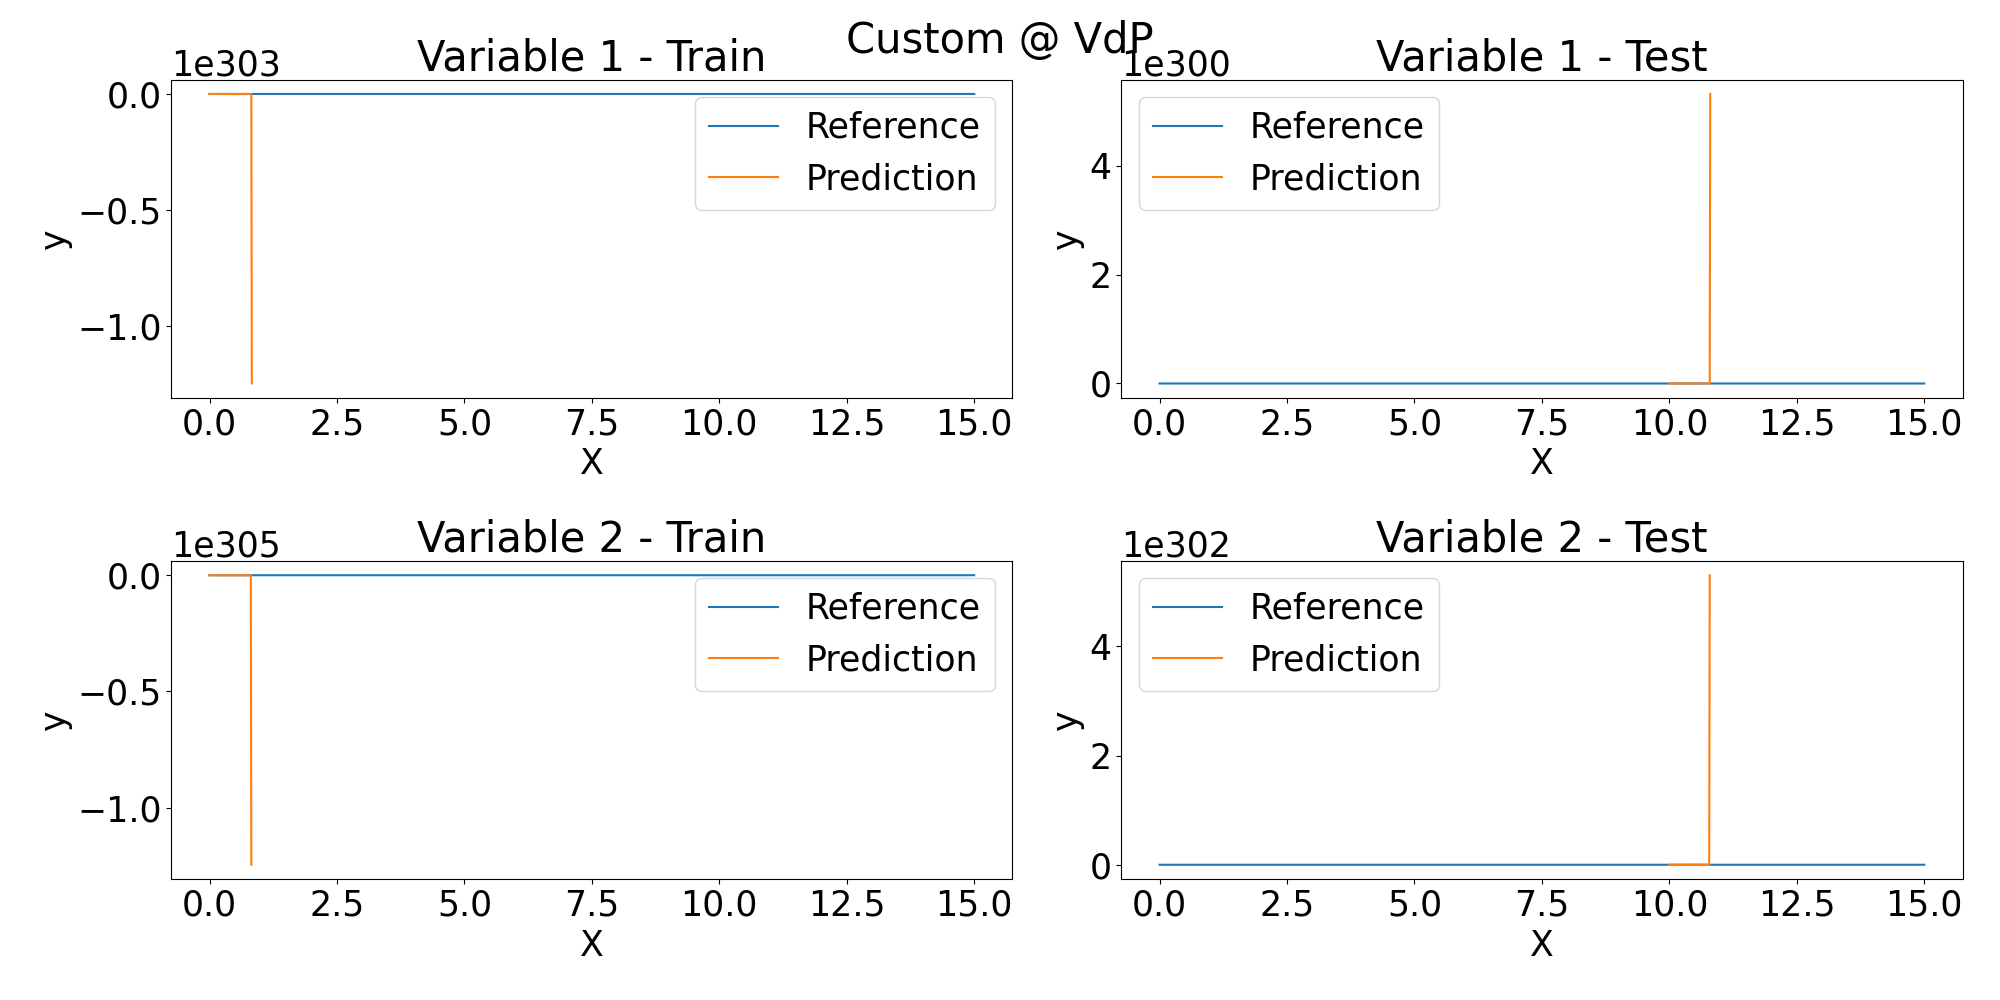 Custom @ VdP
Variable 1 - Train
1e303
0.0
−0.5
−1.0
y
Reference
Prediction
0.0 2.5 5.0 7.5 10.0 12.5 15.0
X
Variable 1 - Test
1e300
4
2
0
y
Reference
Prediction
0.0 2.5 5.0 7.5 10.0 12.5 15.0
X
Variable 2 - Train
1e305
0.0
−0.5
−1.0
y
Reference
Prediction
0.0 2.5 5.0 7.5 10.0 12.5 15.0
X
Variable 2 - Test
1e302
4
2
0
y
Reference
Prediction
0.0 2.5 5.0 7.5 10.0 12.5 15.0
X